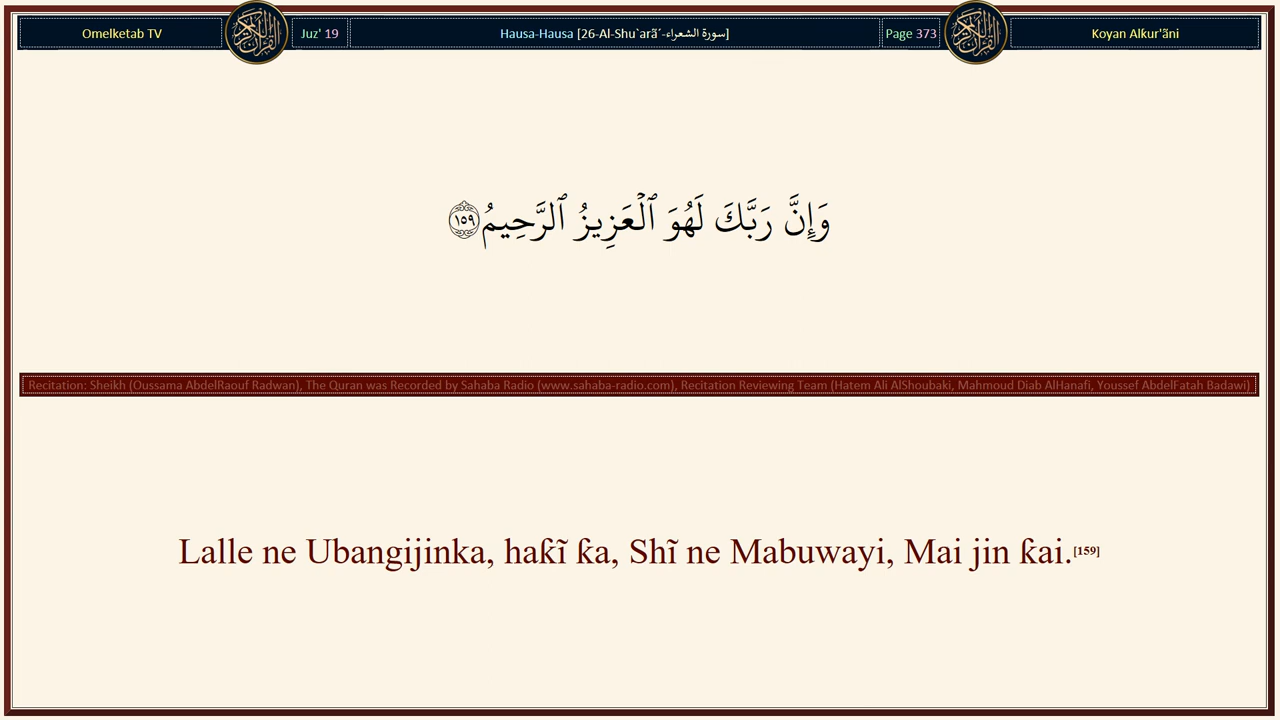 Omelketab TV
Juz' 19
Hausa-Hausa [26-Al-Shu`arã´-سورة الشعراء]
Page 373
Koyan Alkur'ãni
وَإِنَّ رَبَّكَ لَهُوَ ٱلْعَزِيزُ ٱلرَّحِيمُ ١٥٩
Recitation: Sheikh (Oussama AbdelRaouf Radwan), The Quran was Recorded by Sahaba Radio (www.sahaba-radio.com), Recitation Reviewing Team (Hatem Ali AlShoubaki, Mahmoud Diab AlHanafi, Youssef AbdelFatah Badawi)
Lalle ne Ubangijinka, haƙĩ ƙa, Shĩ ne Mabuwayi, Mai jin ƙai.[159]